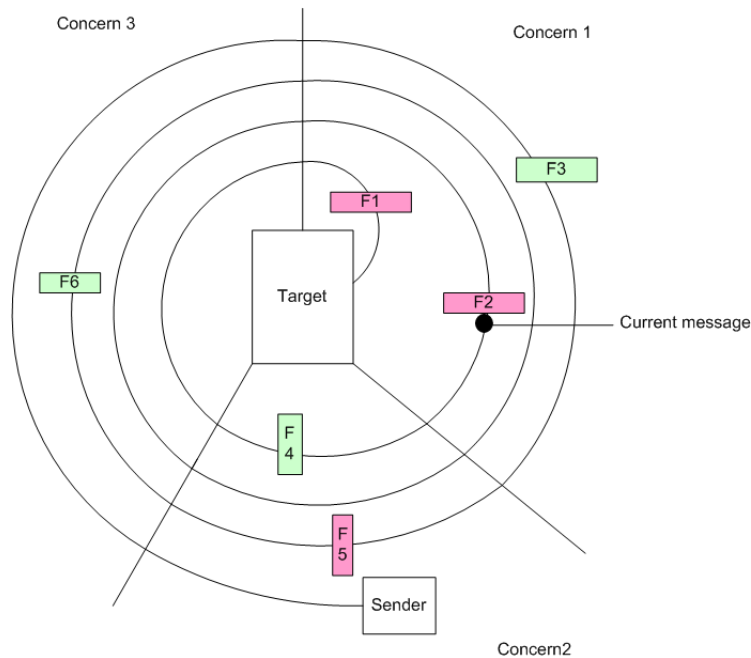 Concern 3
Concern 1
F3
F1
F6
Target
F2
Current message
F
4
F
5
Sender
Concern2